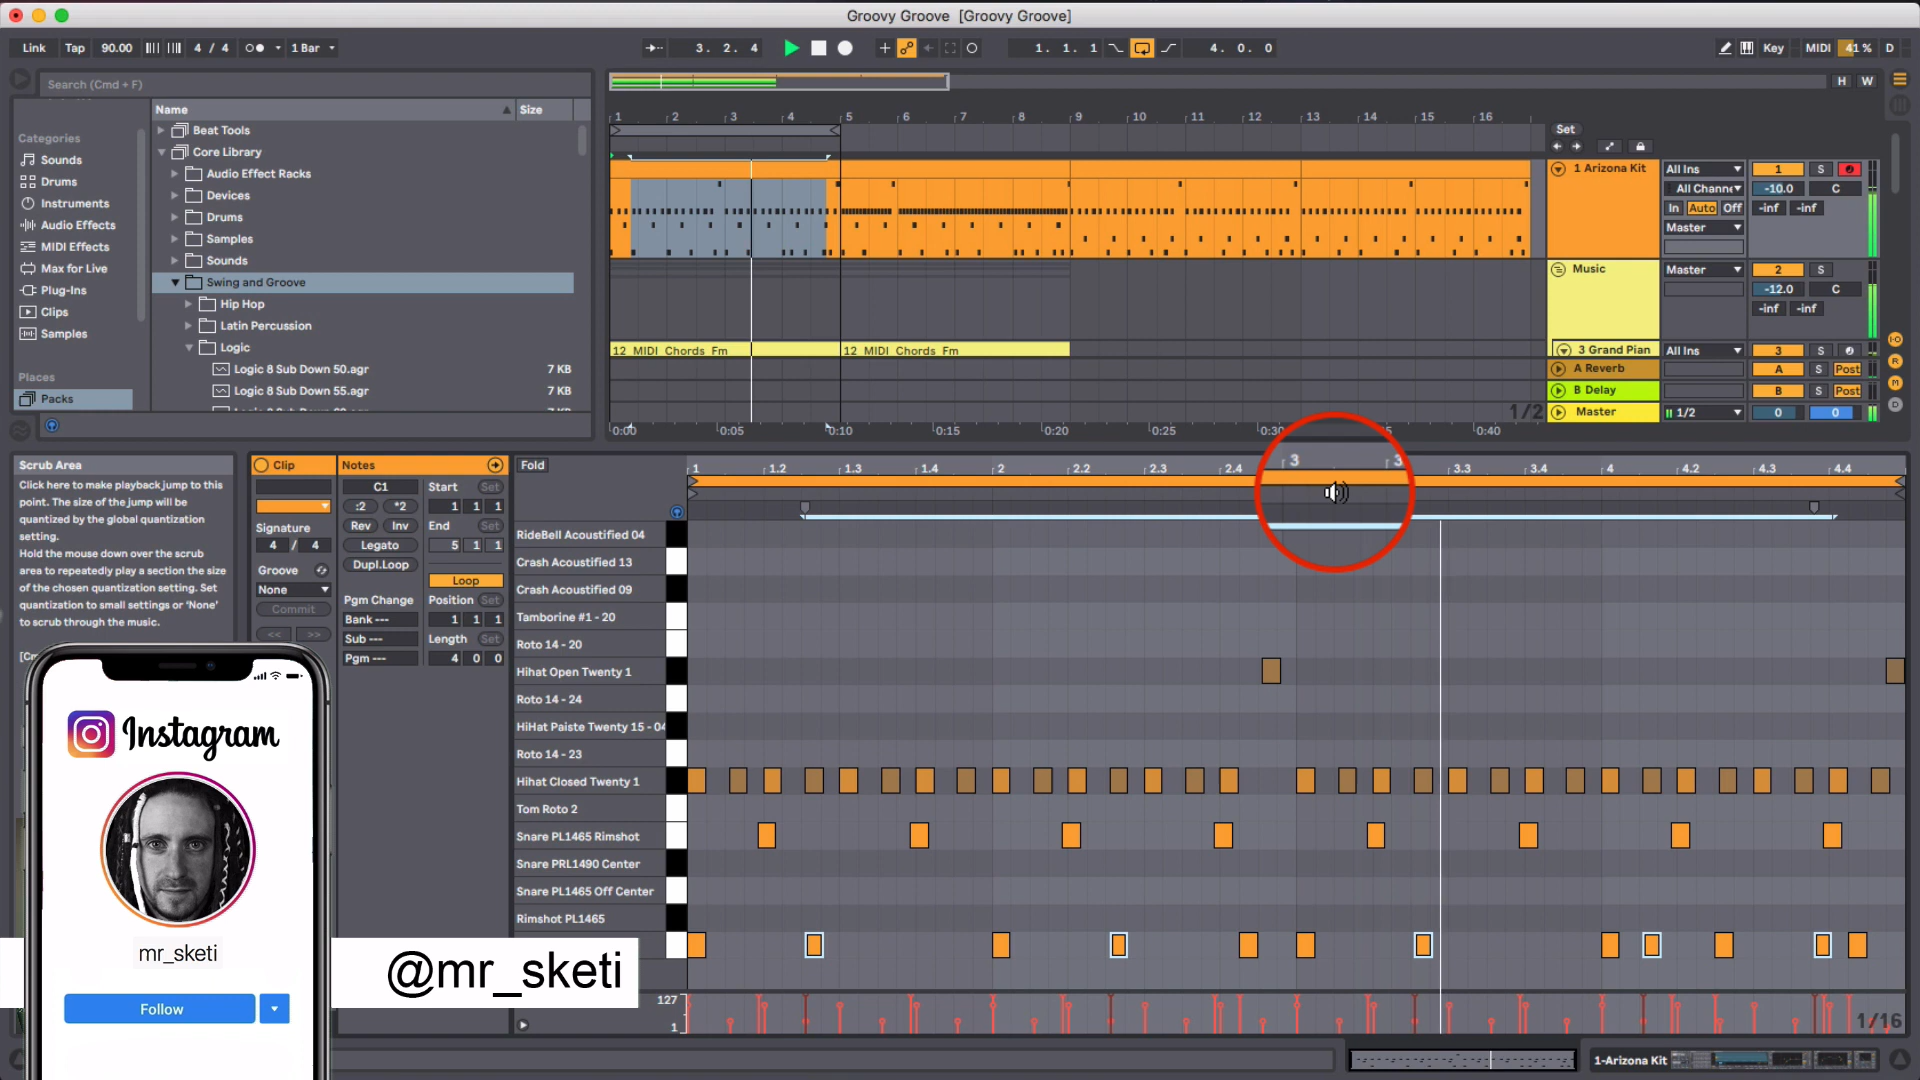 Groovy Groove [Groovy Groove]
Link Tap 90.00 4 / 4 1 Bar 3. 2. 4 1. 1. 1 4. 0. 0 Key MIDI 41 % D
Search (Cmd + F)
H W
Name Size
Categories
Sounds
Drums
Instruments
Audio Effects
MIDI Effects
Max for Live
Plug-Ins
Clips
Samples
Places
Packs
Beat Tools
Core Library
Audio Effect Racks
Devices
Drums
Samples
Sounds
Swing and Groove
Hip Hop
Latin Percussion
Logic
Logic 8 Sub Down 50.agr 7 KB
Logic 8 Sub Down 55.agr 7 KB
1 2 3 4 5 6 7 8 9 10 11 12 13 14 15 16
Set
1 Arizona Kit All Ins 1 S
All Channe -10.0 C
In Auto Off -inf -inf
Master
Music Master 2 S
-12.0 C
-inf -inf
12 MIDI Chords Fm 12 MIDI Chords Fm
3 Grand Pian All Ins 3 S
A Reverb A S Post
B Delay B S Post
1/2 Master 1/2 0 0
0:00 0:05 0:10 0:15 0:20 0:25 0:30 0:40
Scrub Area
Click here to make playback jump to this
point. The size of the jump will be
quantized by the global quantization
setting.
Hold the mouse down over the scrub
area to repeatedly play a section the size
of the chosen quantization setting. Set
quantization to small settings or 'None'
to scrub through the music.
Clip
Signature
4 / 4
Groove
None
Commit
<< >>
Notes
C1
:2 *2
Rev Inv
Legato
Dupl.Loop
Pgm Change
Bank ---
Sub ---
Pgm ---
Start Set
1 1 1
End Set
5 1 1
Loop
Position Set
1 1 1
Length Set
4 0 0
Fold
1 1.2 1.3 1.4 2 2.2 2.3 2.4 3 3.3 3.4 4 4.2 4.3 4.4
RideBell Acoustified 04
Crash Acoustified 13
Crash Acoustified 09
Tamborine #1 - 20
Roto 14 - 20
Hihat Open Twenty 1
Roto 14 - 24
HiHat Paiste Twenty 15 - 04
Roto 14 - 23
Hihat Closed Twenty 1
Tom Roto 2
Snare PL1465 Rimshot
Snare PRL1490 Center
Snare PL1465 Off Center
Rimshot PL1465
127
1
1/16
1-Arizona Kit
Instagram
mr_sketi
Follow
@mr_sketi